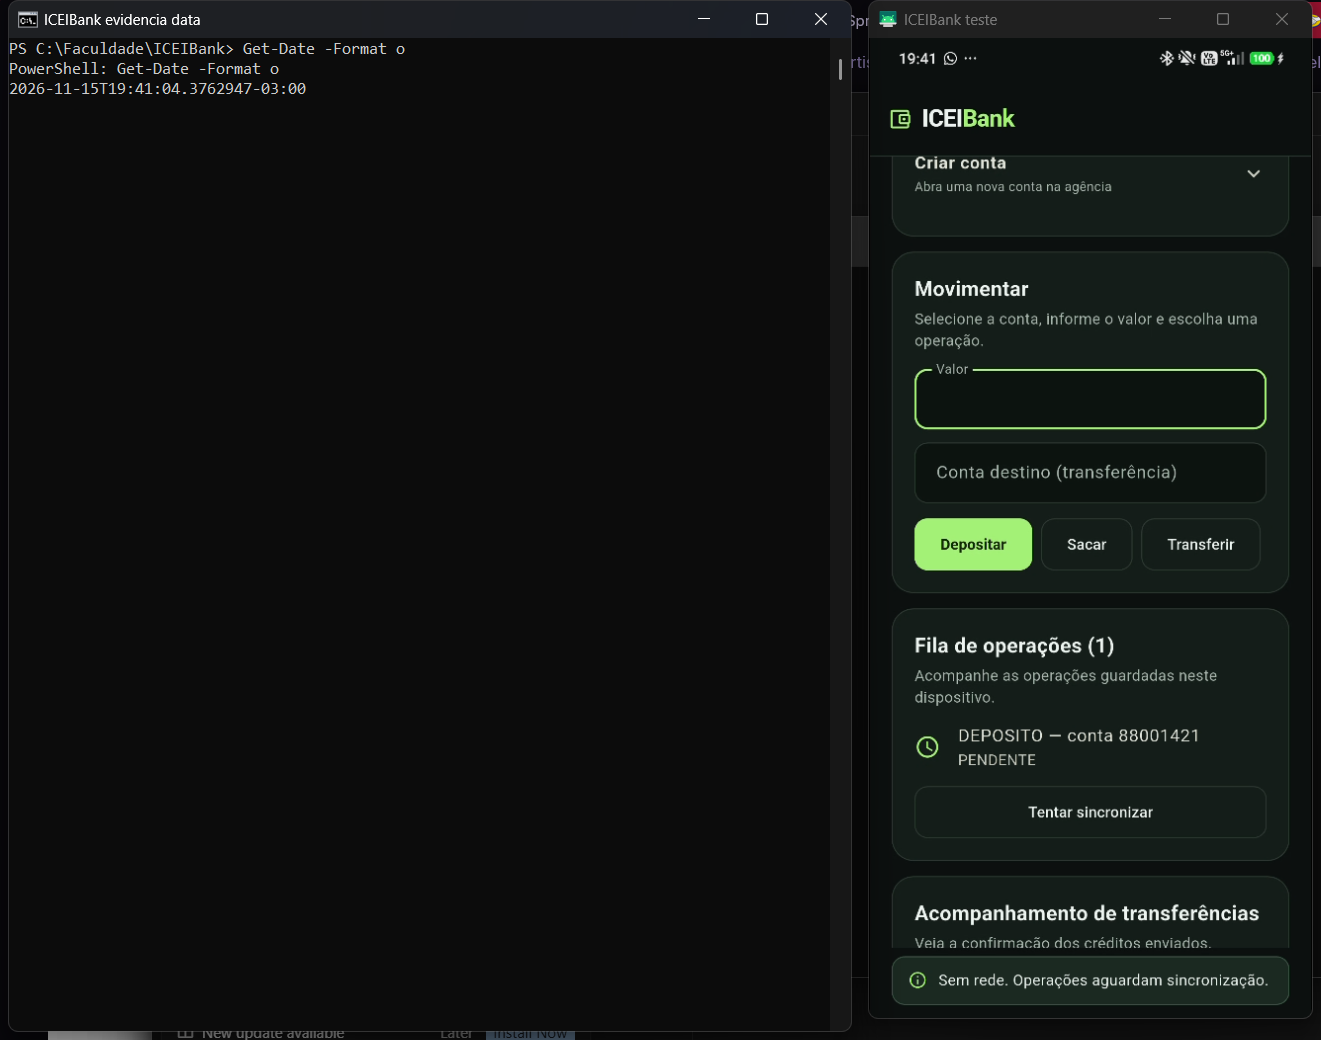 ICEIBank evidencia data
PS C:\Faculdade\ICEIBank> Get-Date -Format o
PowerShell: Get-Date -Format o
2026-11-15T19:41:04.3762947-03:00
ICEIBank teste
19:41
5G+
100
ICEIBank
Criar conta
Abra uma nova conta na agência
Movimentar
Selecione a conta, informe o valor e escolha uma
operação.
Valor
Conta destino (transferência)
Depositar
Sacar
Transferir
Fila de operações (1)
Acompanhe as operações guardadas neste
dispositivo.
DEPOSITO — conta 88001421
PENDENTE
Tentar sincronizar
Acompanhamento de transferências
Veja a confirmação dos créditos enviados.
Sem rede. Operações aguardam sincronização.
New update available
Later
Install Now